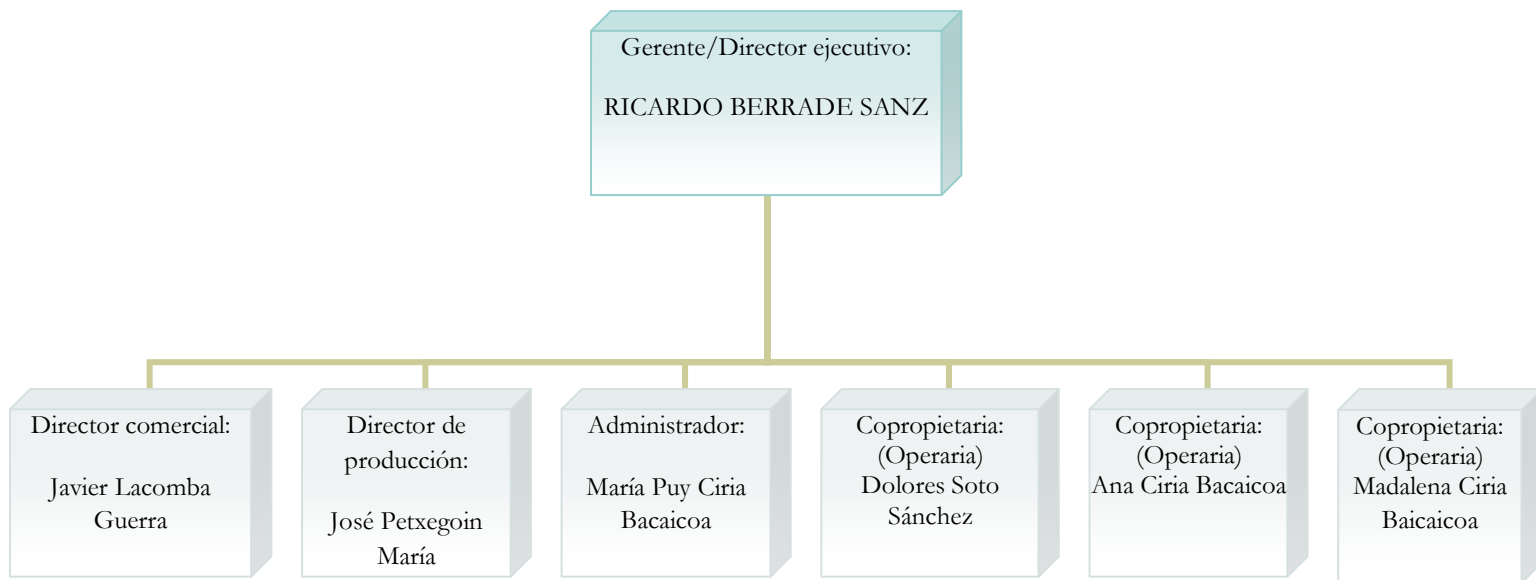 Gerente/Director ejecutivo:
RICARDO BERRADE SANZ
Director comercial:
Javier Lacomba
Guerra
Director de
producción:
José Petxegoin
María
Administrador:
María Puy Ciria
Bacaicoa
Copropietaria:
(Operaria)
Dolores Soto
Sánchez
Copropietaria:
(Operaria)
Ana Ciria Bacaicoa
Copropietaria:
(Operaria)
Madalena Ciria
Baicaicoa